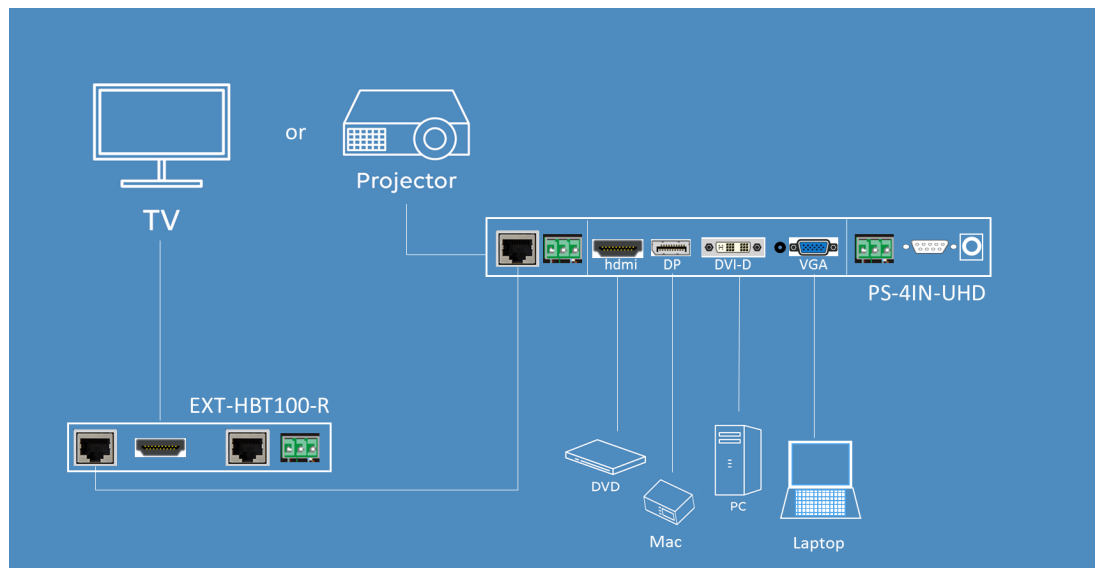 or
Projector
TV
hdmi
DP
DVI-D
VGA
PS-4IN-UHD
EXT-HBT100-R
DVD
Mac
PC
Laptop